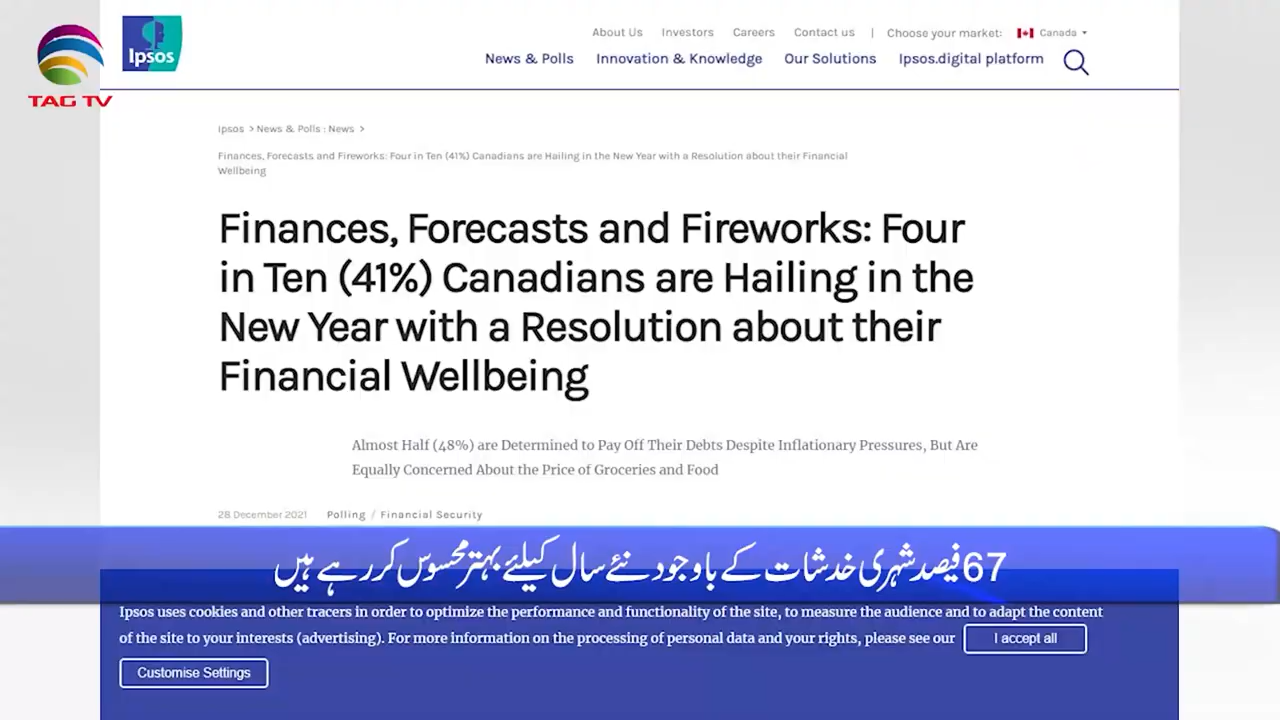 TAG TV
Ipsos
About Us Investors Careers Contact us | Choose your market: Canada
News & Polls Innovation & Knowledge Our Solutions Ipsos.digital platform
Ipsos > News & Polls : News >
Finances, Forecasts and Fireworks: Four in Ten (41%) Canadians are Hailing in the New Year with a Resolution about their Financial
Wellbeing
Finances, Forecasts and Fireworks: Four
in Ten (41%) Canadians are Hailing in the
New Year with a Resolution about their
Financial Wellbeing
Almost Half (48%) are Determined to Pay Off Their Debts Despite Inflationary Pressures, But Are
Equally Concerned About the Price of Groceries and Food
28 December 2021 Polling / Financial Security
67 فیصد شہری خدشات کے باوجود نئے سال کیلئے بہتر محسوس کر رہے ہیں
Ipsos uses cookies and other tracers in order to optimize the performance and functionality of the site, to measure the audience and to adapt the content
of the site to your interests (advertising). For more information on the processing of personal data and your rights, please see our I accept all
Customise Settings